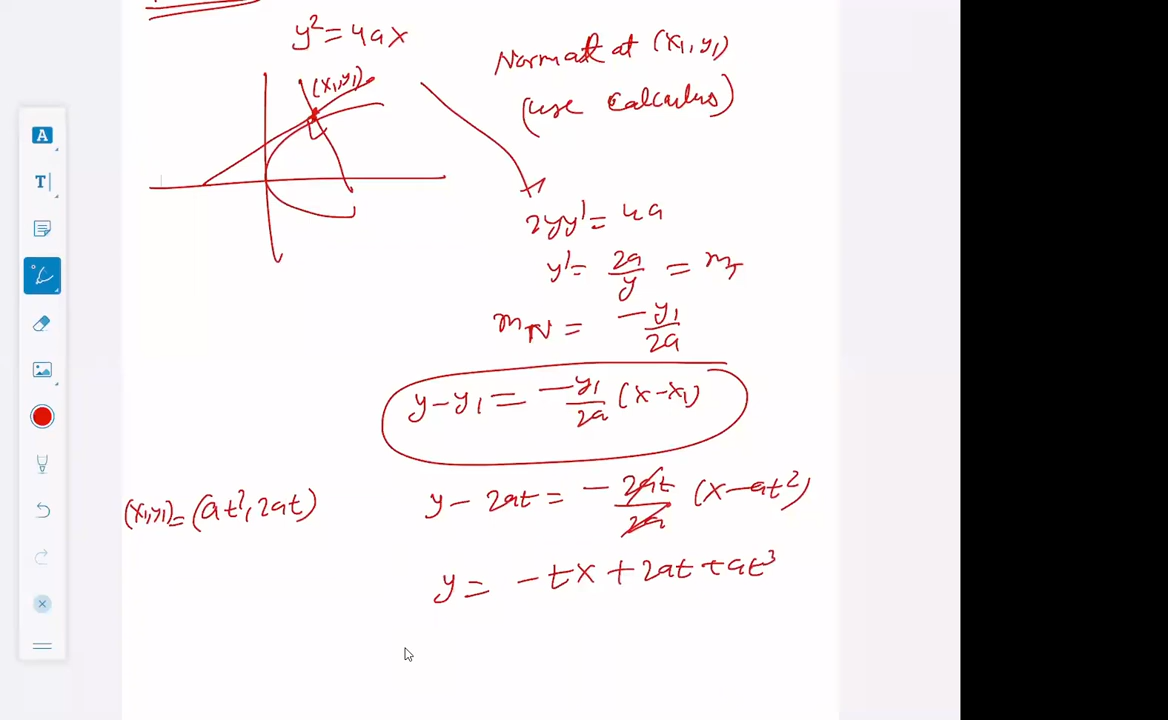 y² = 4ax
(x₁, y₁)
Normal at (x₁, y₁)
(use calculus)
2yy' = 4a
y' = 2a/y = m_T
m_N = -y₁/2a
y - y₁ = -y₁/2a (x - x₁)
(x₁, y₁) = (at², 2at)
y - 2at = -2at/2a (x - at²)
y = -tx + 2at + at³
A
T